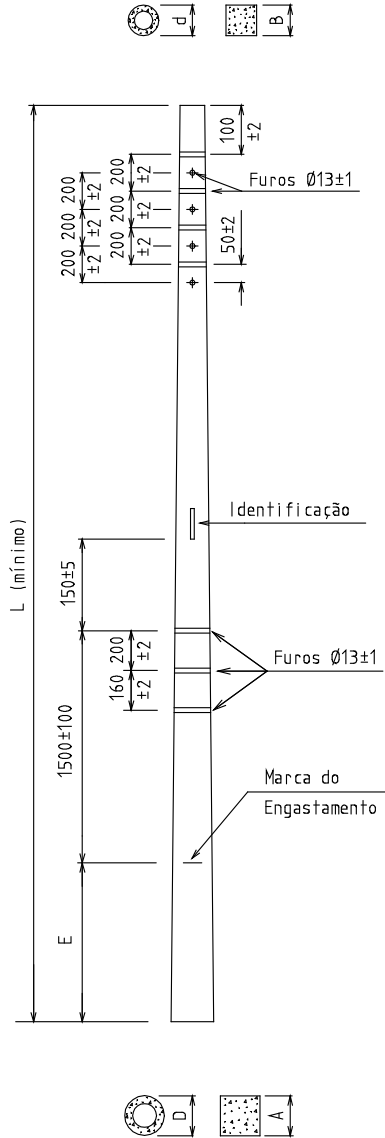 d
B
100
±2
200
±2
200
±2
200
±2
200
±2
200
±2
200
±2
Furos Ø13±1
50±2
L (mínimo)
Identificação
150±5
200
±2
160
±2
Furos Ø13±1
1500±100
Marca do
Engastamento
E
D
A